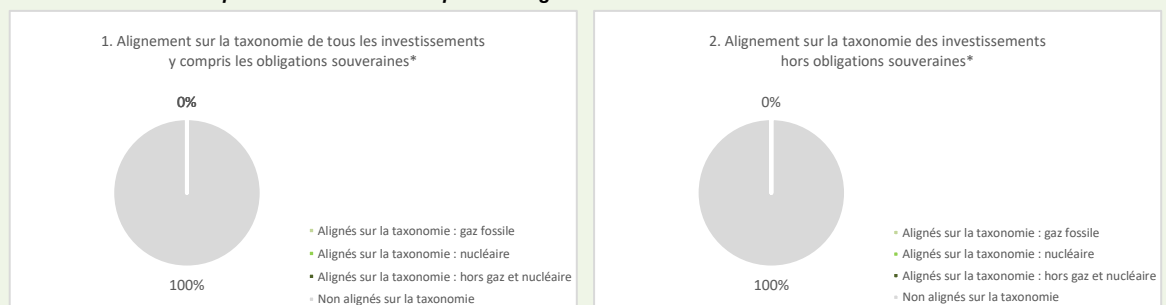 1. Alignement sur la taxonomie de tous les investissements
y compris les obligations souveraines*
0%
100%
Alignés sur la taxonomie : gaz fossile
Alignés sur la taxonomie : nucléaire
Alignés sur la taxonomie : hors gaz et nucléaire
Non alignés sur la taxonomie
2. Alignement sur la taxonomie des investissements
hors obligations souveraines*
0%
100%
Alignés sur la taxonomie : gaz fossile
Alignés sur la taxonomie : nucléaire
Alignés sur la taxonomie : hors gaz et nucléaire
Non alignés sur la taxonomie